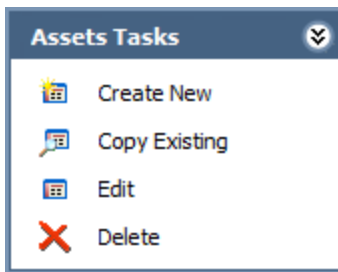 Assets Tasks
Create New
Copy Existing
Edit
Delete